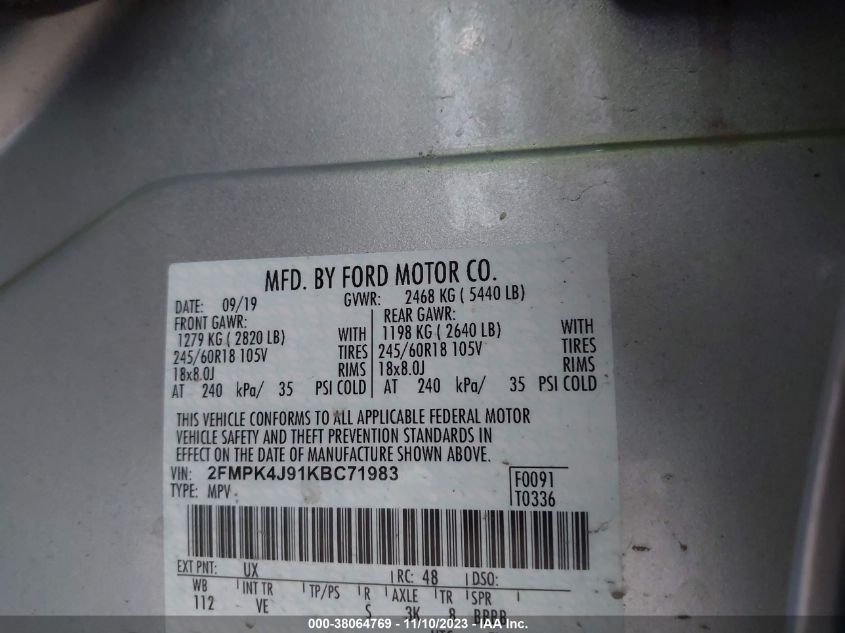 MFD. BY FORD MOTOR CO.
DATE: 09/19 GVWR: 2468 KG ( 5440 LB)
FRONT GAWR: REAR GAWR:
1279 KG ( 2820 LB) WITH 1198 KG ( 2640 LB) WITH
245/60R18 105V TIRES 245/60R18 105V TIRES
18x8.0J RIMS 18x8.0J RIMS
AT 240 kPa/ 35 PSI COLD AT 240 kPa/ 35 PSI COLD
THIS VEHICLE CONFORMS TO ALL APPLICABLE FEDERAL MOTOR
VEHICLE SAFETY AND THEFT PREVENTION STANDARDS IN
EFFECT ON THE DATE OF MANUFACTURE SHOWN ABOVE.
VIN: 2FMPK4J91KBC71983
TYPE: MPV
F0091
T0336
EXT PNT: UX RC: 48 DSO:
WB INT TR TP/PS R AXLE TR SPR
112 VE S 3K 8 BBBB
000-38064769 - 11/10/2023 - IAA Inc.